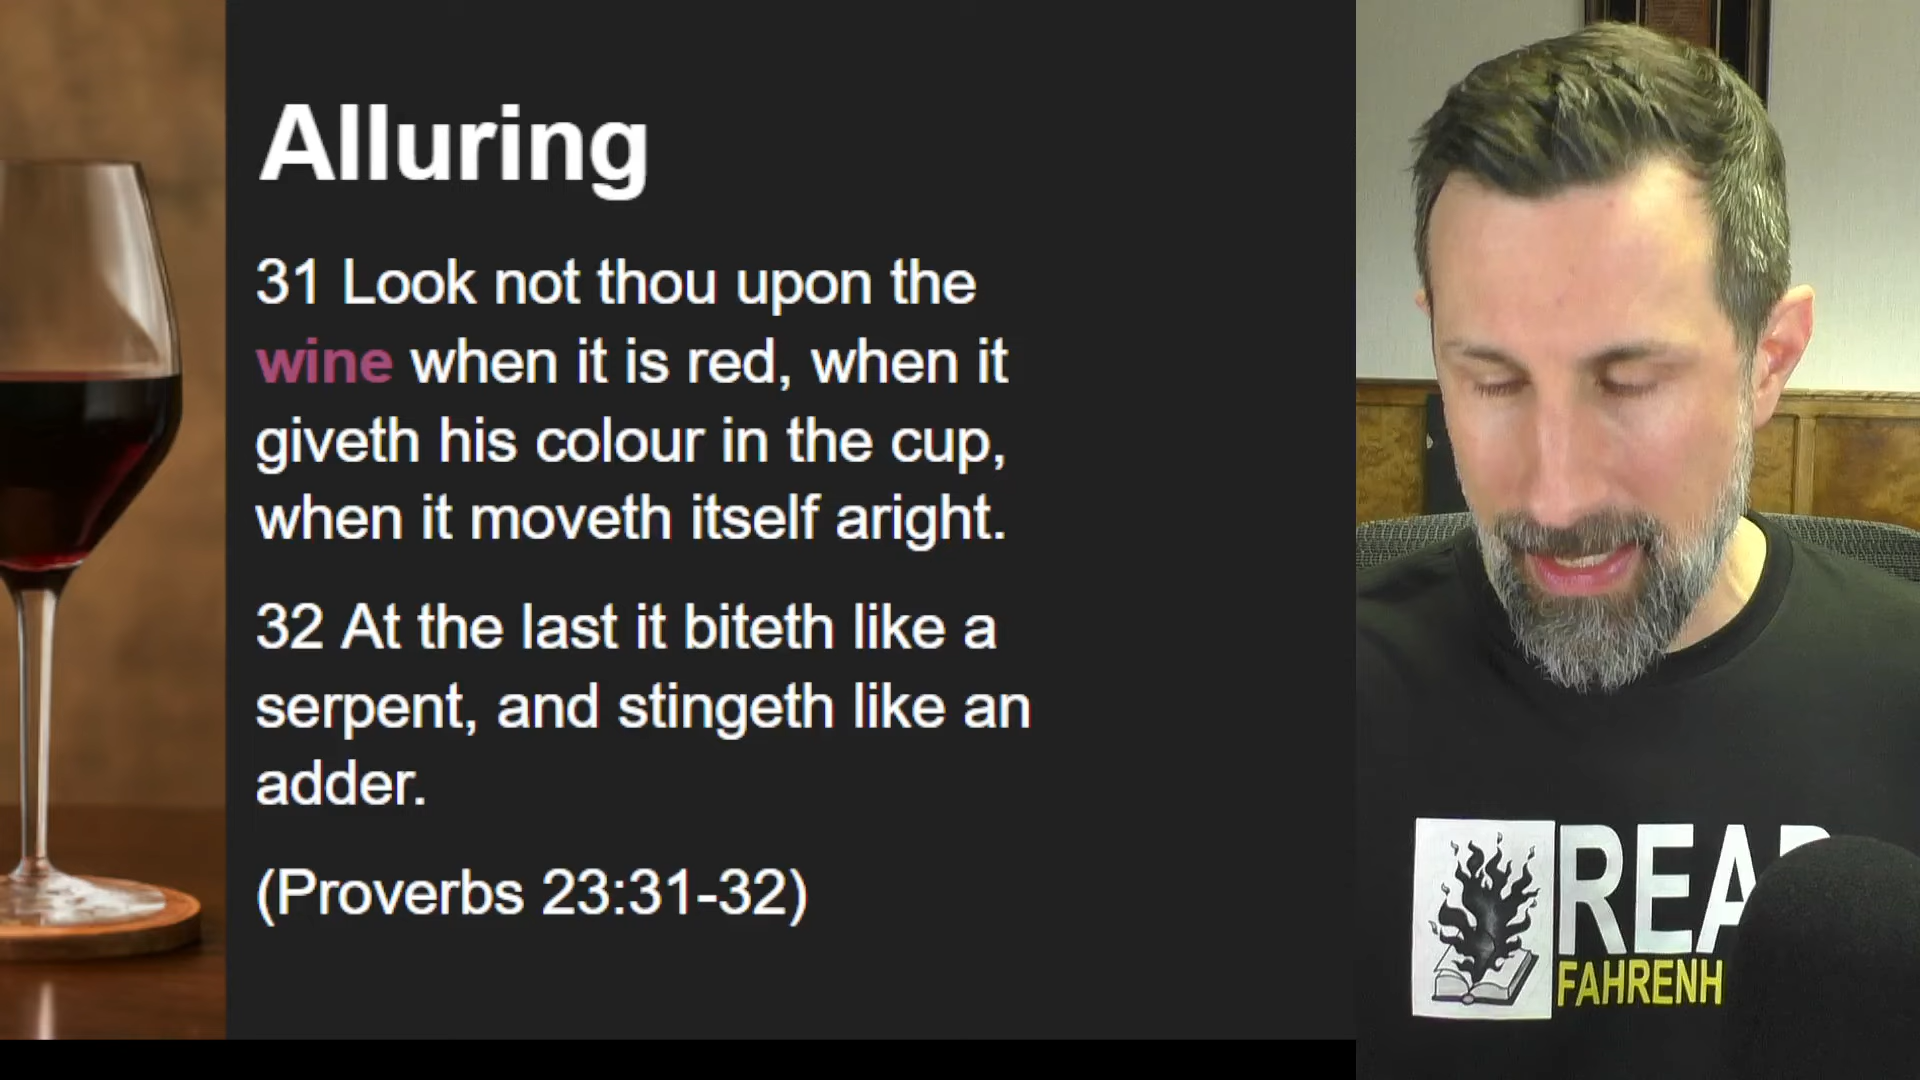 Alluring
31 Look not thou upon the
wine when it is red, when it
giveth his colour in the cup,
when it moveth itself aright.
32 At the last it biteth like a
serpent, and stingeth like an
adder.
(Proverbs 23:31-32)